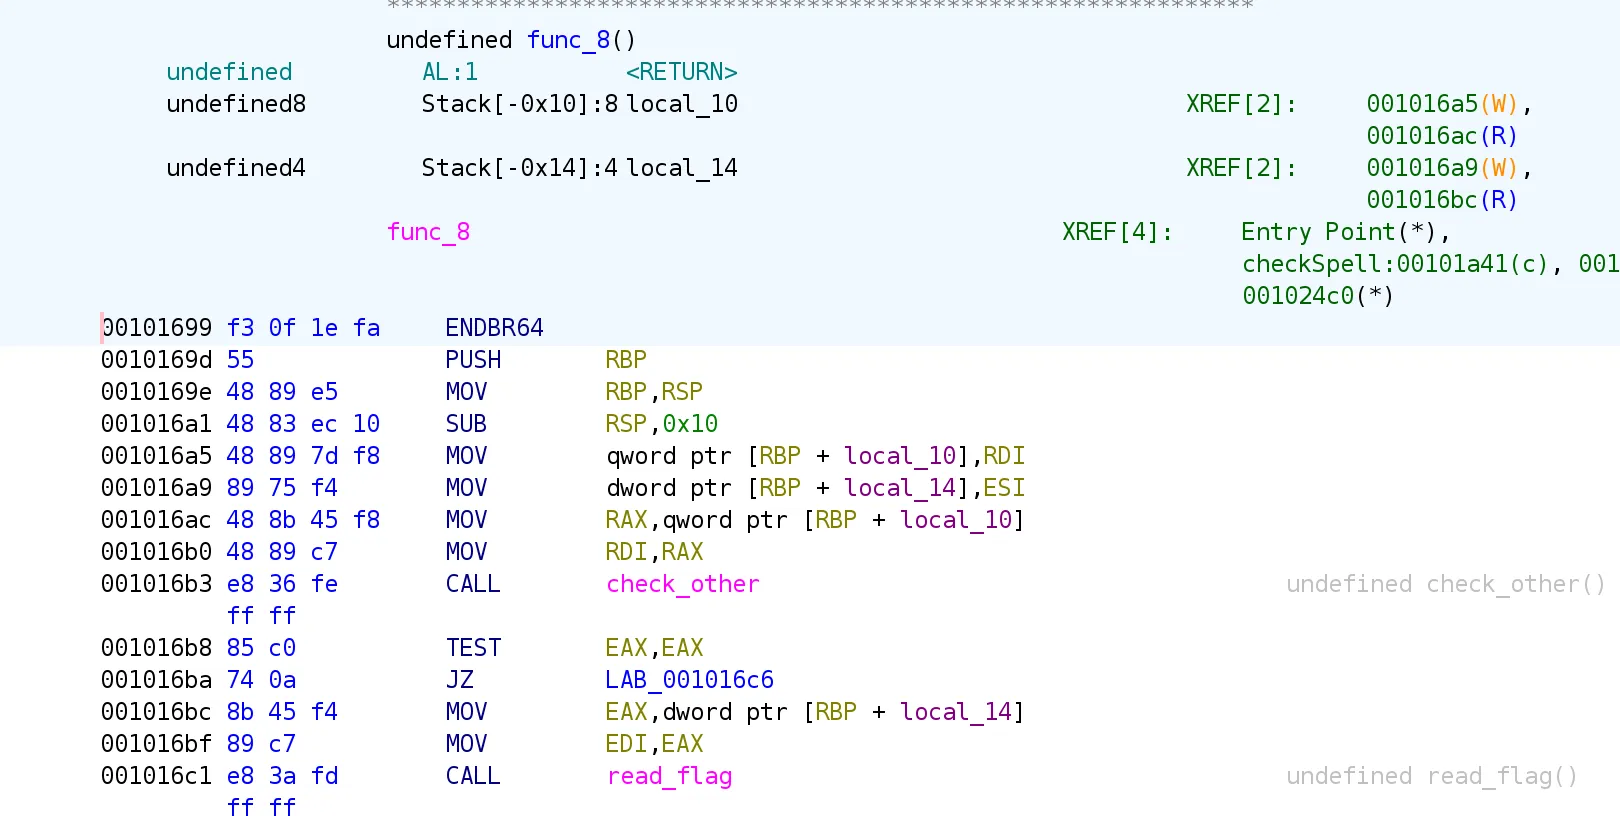 **************************************************************
undefined func_8()
undefined AL:1 <RETURN>
undefined8 Stack[-0x10]:8 local_10 XREF[2]: 001016a5(W),
001016ac(R)
undefined4 Stack[-0x14]:4 local_14 XREF[2]: 001016a9(W),
001016bc(R)
func_8 XREF[4]: Entry Point(*),
checkSpell:00101a41(c), 001
001024c0(*)
00101699 f3 0f 1e fa ENDBR64
0010169d 55 PUSH RBP
0010169e 48 89 e5 MOV RBP,RSP
001016a1 48 83 ec 10 SUB RSP,0x10
001016a5 48 89 7d f8 MOV qword ptr [RBP + local_10],RDI
001016a9 89 75 f4 MOV dword ptr [RBP + local_14],ESI
001016ac 48 8b 45 f8 MOV RAX,qword ptr [RBP + local_10]
001016b0 48 89 c7 MOV RDI,RAX
001016b3 e8 36 fe CALL check_other undefined check_other()
ff ff
001016b8 85 c0 TEST EAX,EAX
001016ba 74 0a JZ LAB_001016c6
001016bc 8b 45 f4 MOV EAX,dword ptr [RBP + local_14]
001016bf 89 c7 MOV EDI,EAX
001016c1 e8 3a fd CALL read_flag undefined read_flag()
ff ff